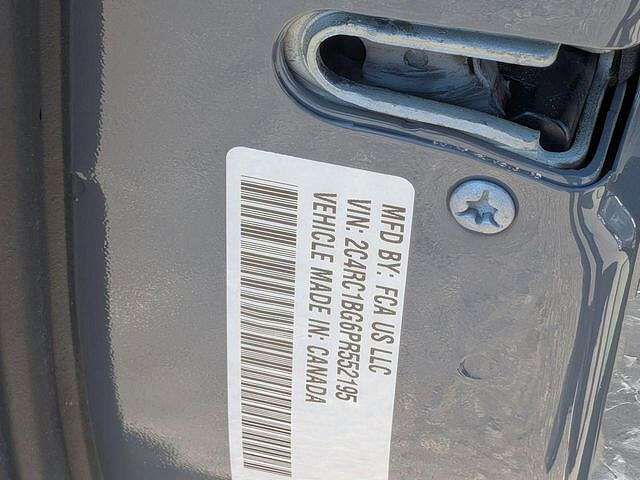 MFD BY: FCA US LLC
VIN: 2C4RC1BG6PR552195
VEHICLE MADE IN: CANADA